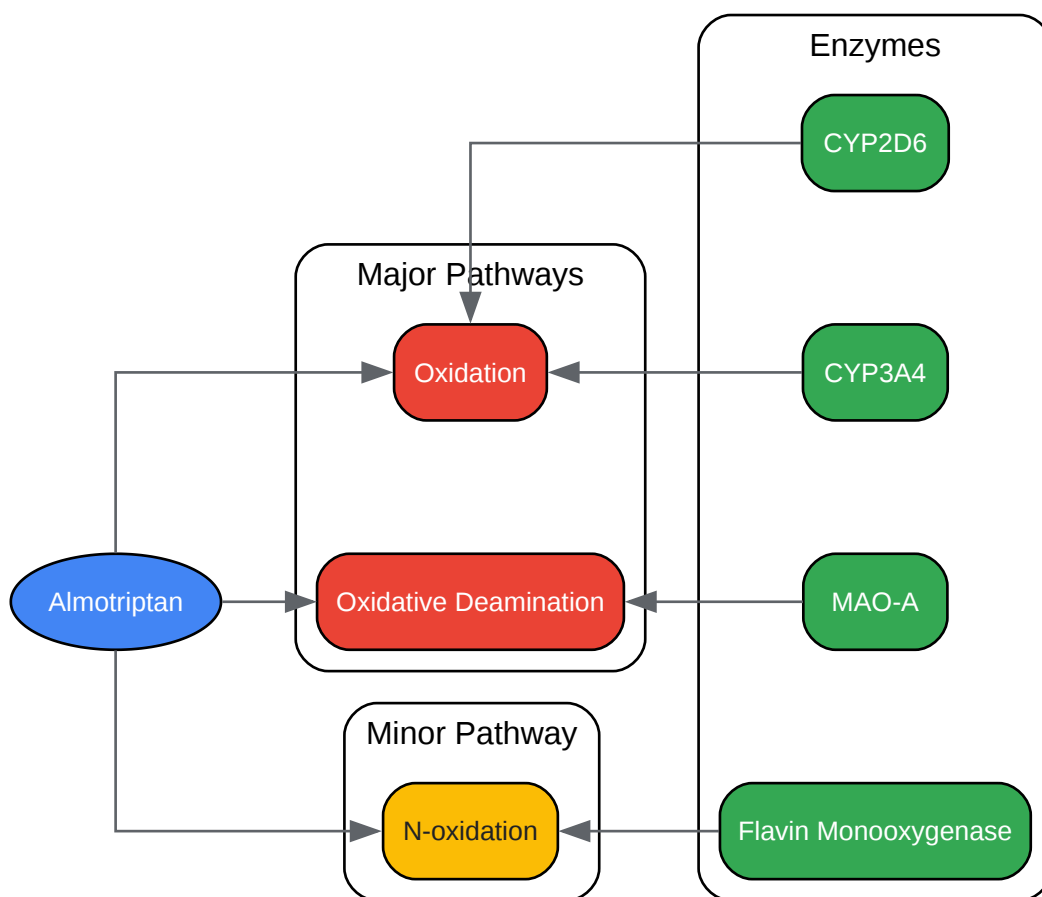 Enzymes
CYP2D6
Major Pathways
Oxidation
CYP3A4
Almotriptan
Oxidative Deamination
MAO-A
Minor Pathway
N-oxidation
Flavin Monooxygenase